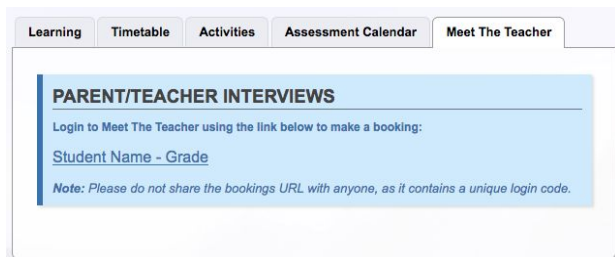 Learning Timetable Activities Assessment Calendar Meet The Teacher
PARENT/TEACHER INTERVIEWS
Login to Meet The Teacher using the link below to make a booking:
Student Name - Grade
Note: Please do not share the bookings URL with anyone, as it contains a unique login code.